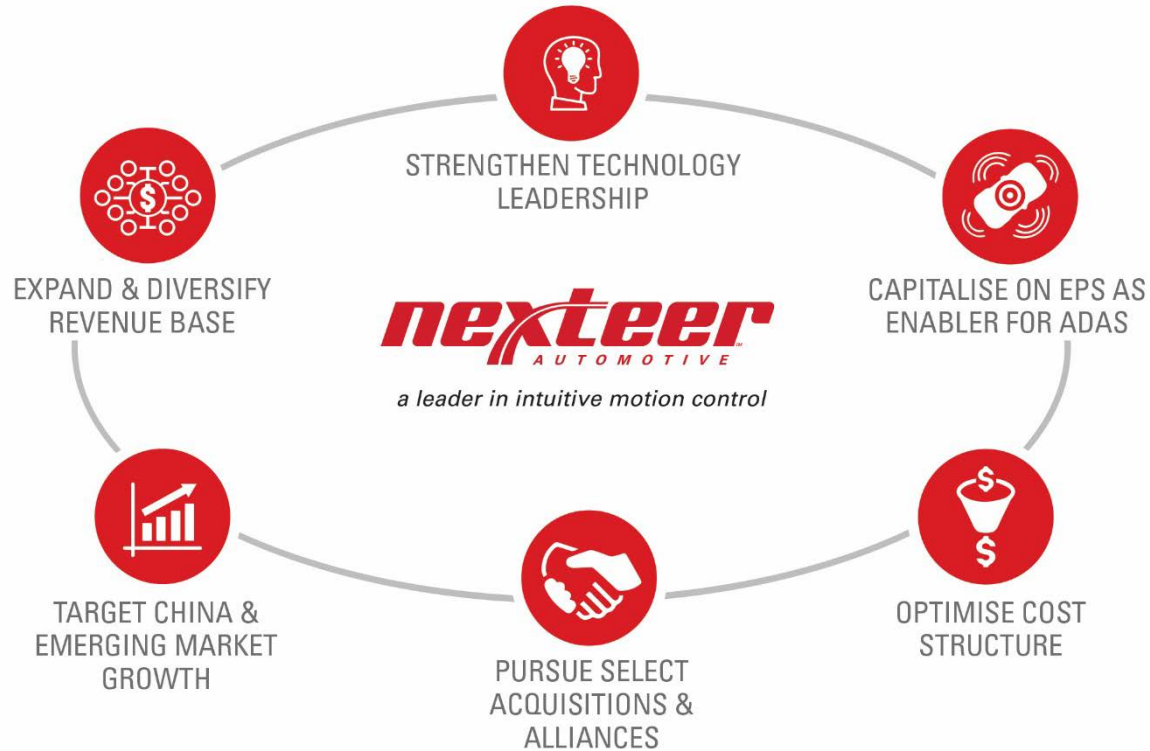 STRENGTHEN TECHNOLOGY
LEADERSHIP
EXPAND & DIVERSIFY
REVENUE BASE
CAPITALISE ON EPS AS
ENABLER FOR ADAS
nexteer
AUTOMOTIVE
a leader in intuitive motion control
TARGET CHINA &
EMERGING MARKET
GROWTH
OPTIMISE COST
STRUCTURE
PURSUE SELECT
ACQUISITIONS &
ALLIANCES
$
$
$